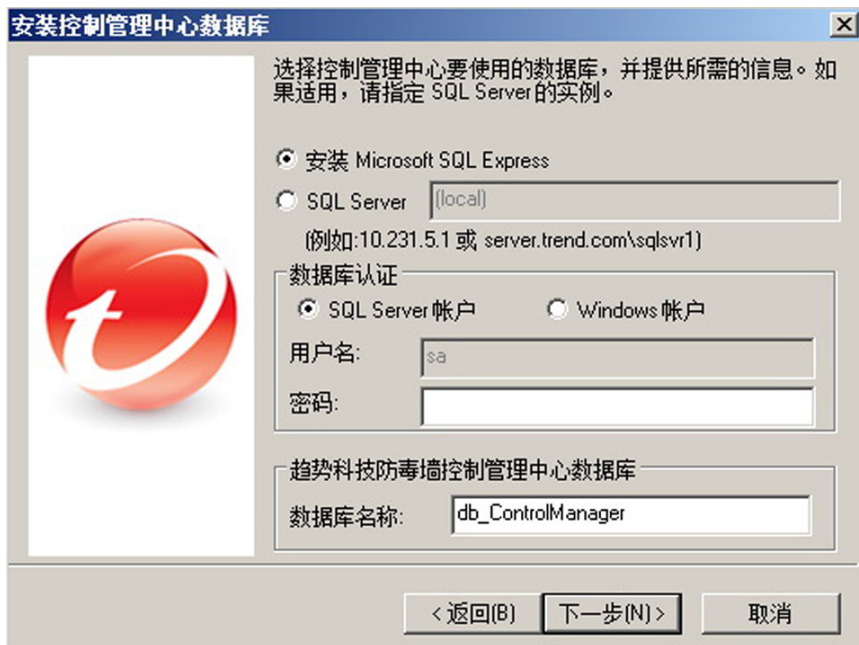 安装控制管理中心数据库
选择控制管理中心要使用的数据库，并提供所需的信息。如
果适用，请指定 SQL Server的实例。
安装 Microsoft SQL Express
SQL Server (local)
(例如:10.231.5.1 或 server.trend.com\sqlsvr1)
数据库认证
SQL Server 帐户 Windows 帐户
用户名: sa
密码:
趋势科技防毒墙控制管理中心数据库
数据库名称: db_ControlManager
< 返回(B) 下一步(N) > 取消